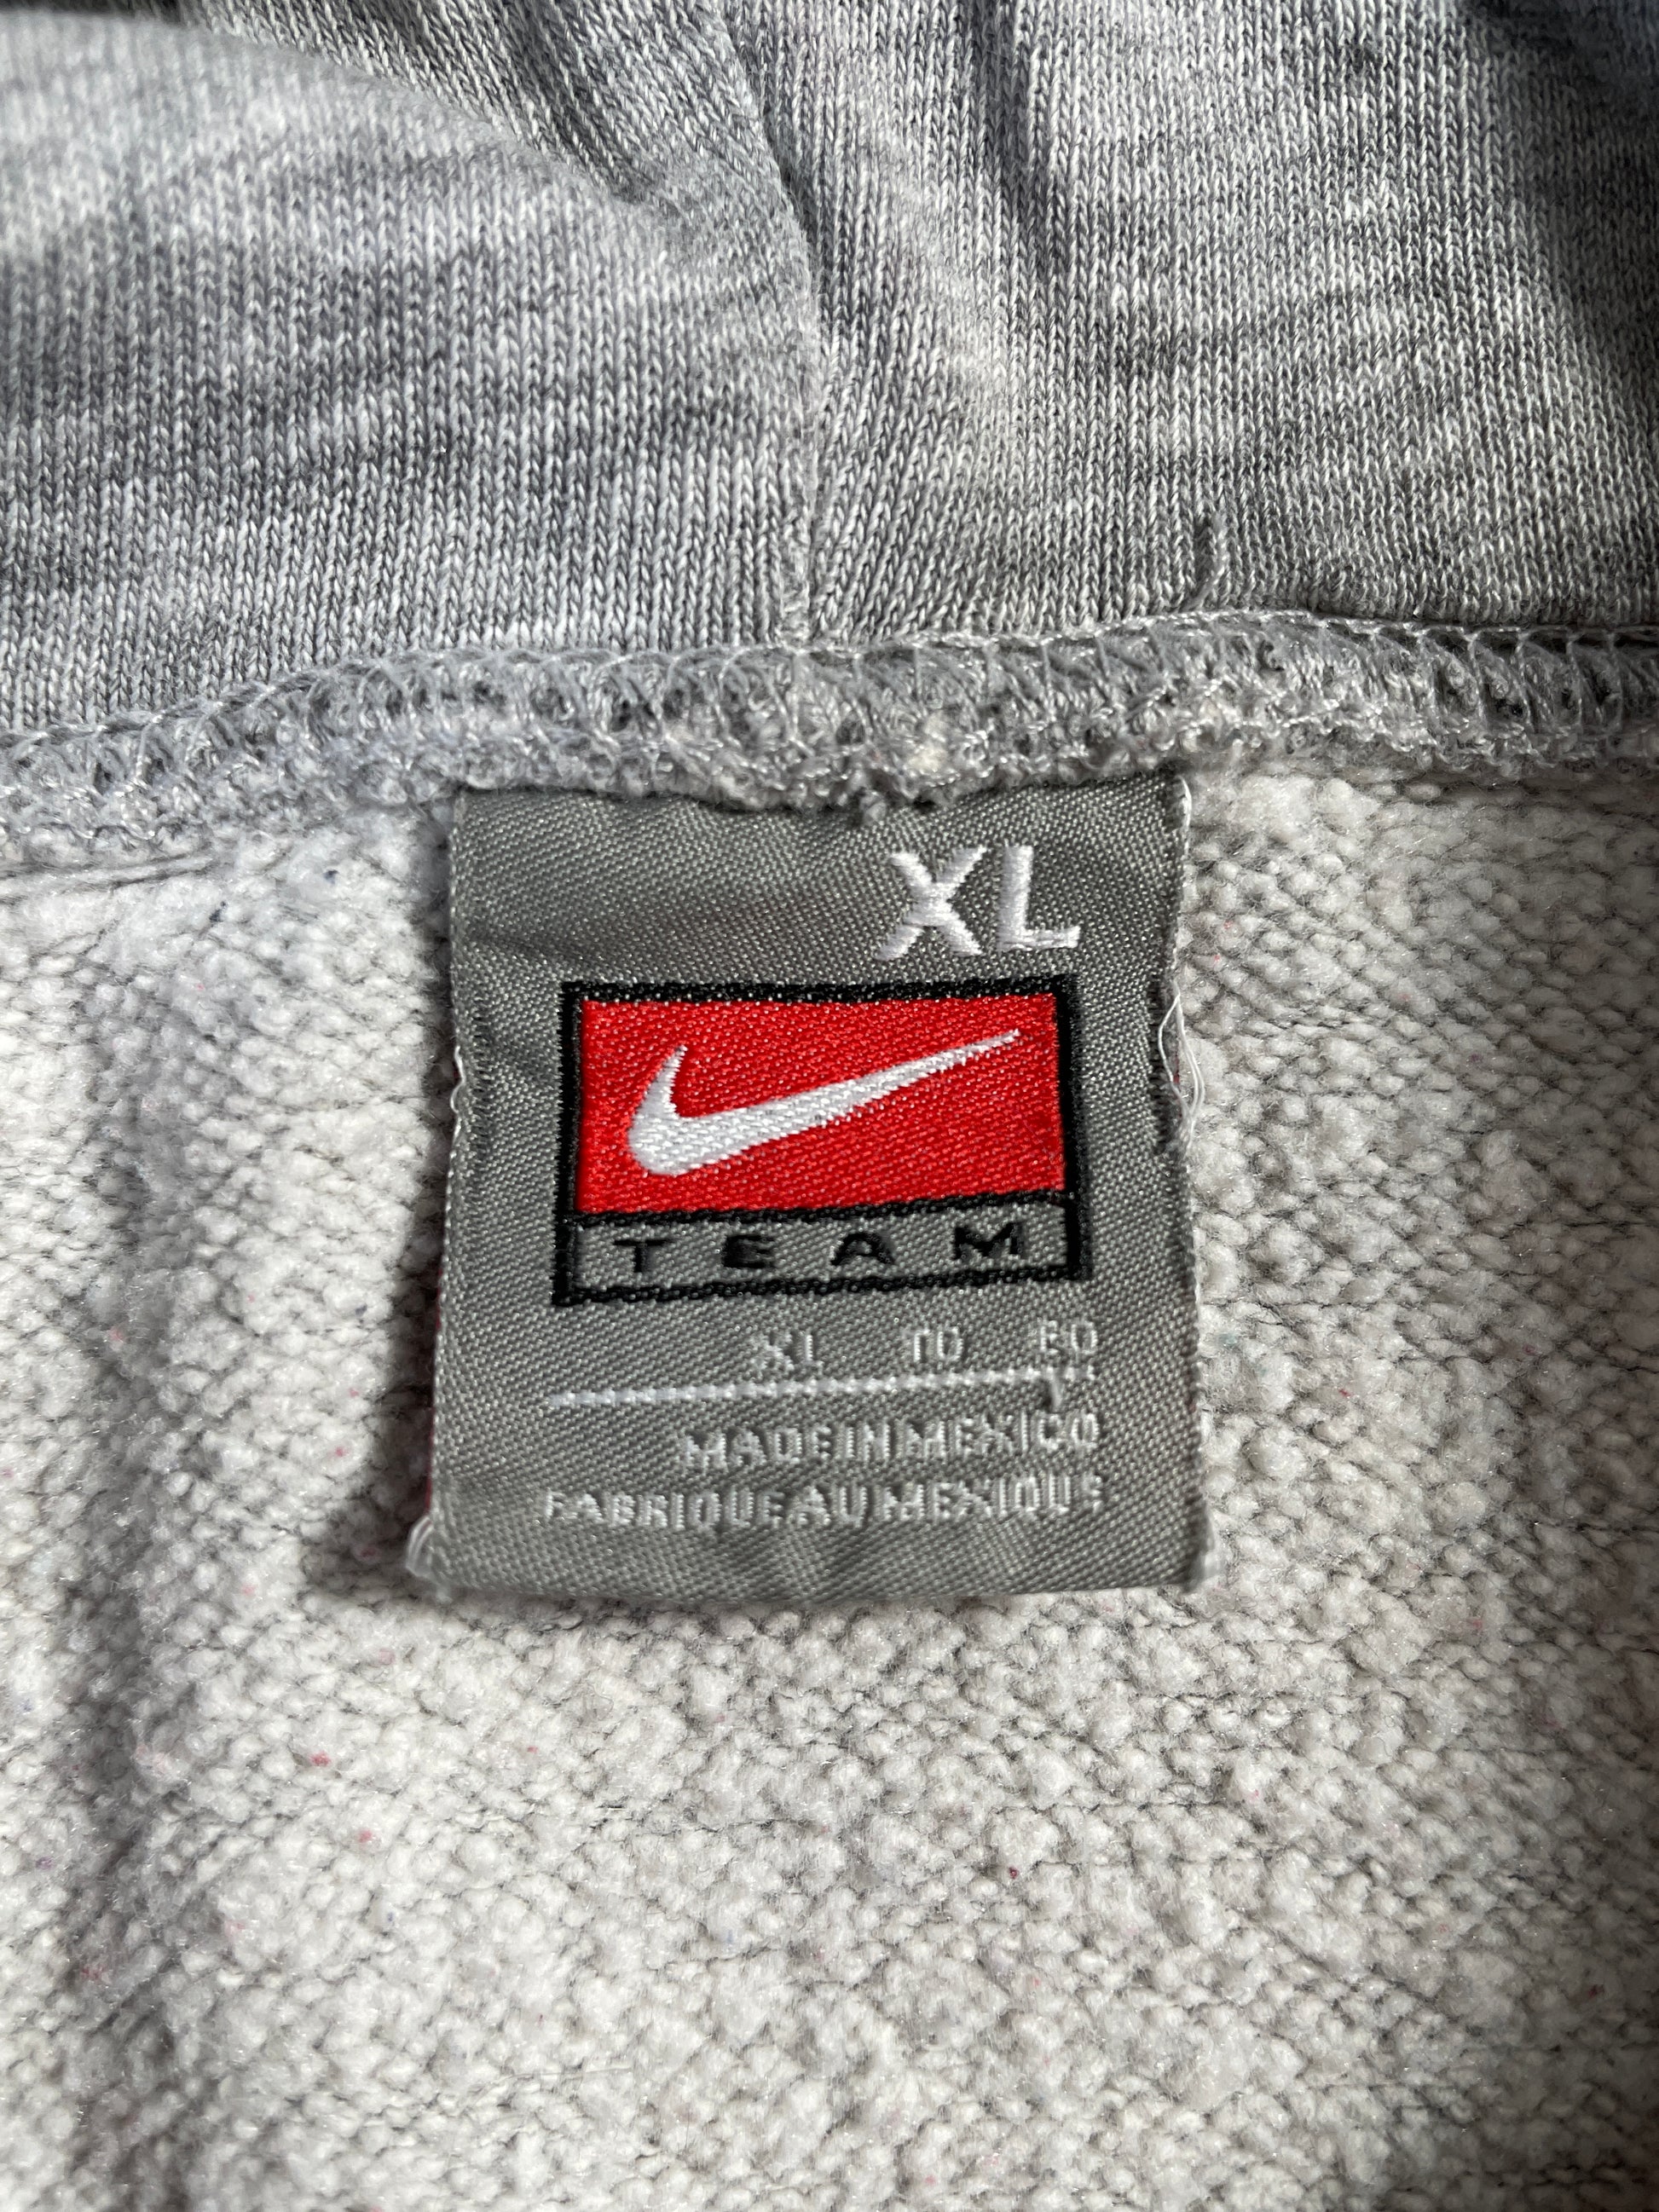 XL
TEAM
XL TG EG
MADE IN MEXICO
FABRIQUE AU MEXIQUE